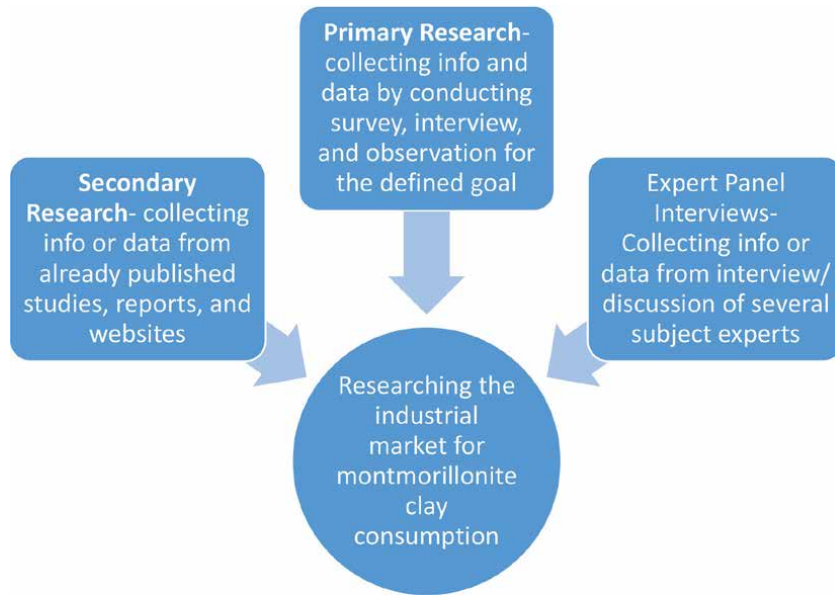 Primary Research-
collecting info and
data by conducting
survey, interview,
and observation for
the defined goal
Secondary
Research- collecting
info or data from
already published
studies, reports, and
websites
Expert Panel
Interviews-
Collecting info or
data from interview/
discussion of several
subject experts
Researching the
industrial
market for
montmorillonite
clay
consumption